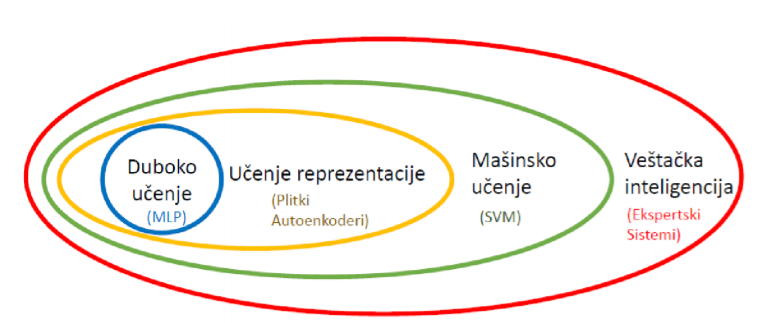 Duboko
učenje
(MLP)
Učenje reprezentacije
(Plitki
Autoenkoderi)
Mašinsko
učenje
(SVM)
Veštačka
inteligencija
(Ekspertski
Sistemi)